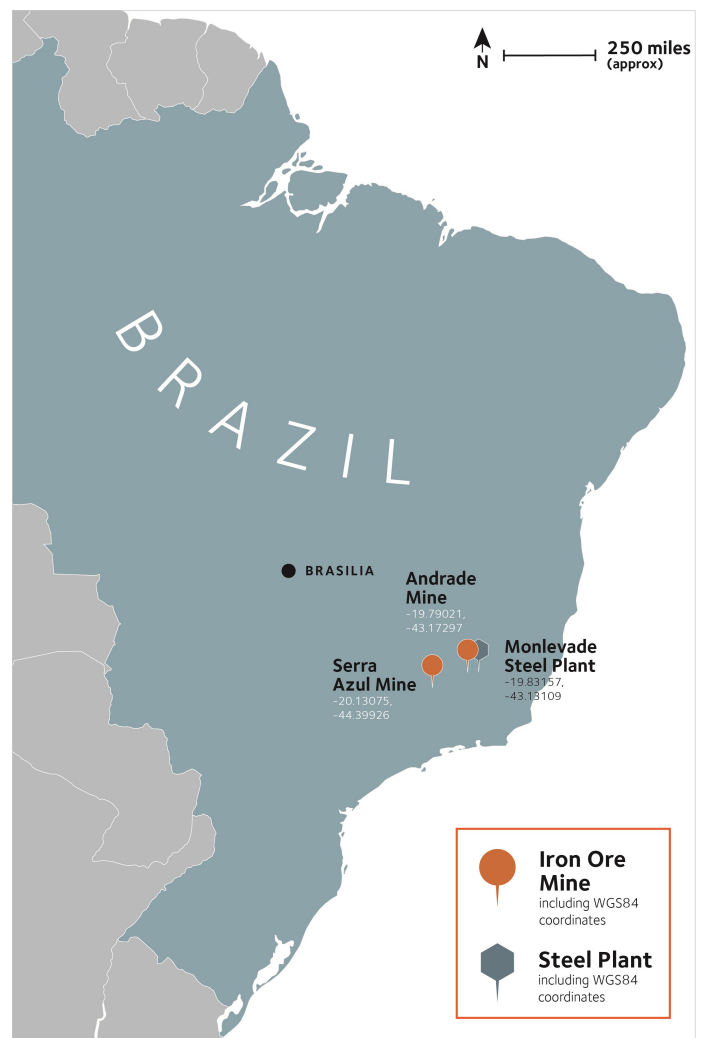 250 miles
(approx)
N
BRAZIL
BRASILIA
Andrade
Mine
-19.79021,
-43.17297
Monlevade
Steel Plant
-19.83157,
-43.13109
Serra
Azul Mine
-20.13075,
-44.39926
Iron Ore
Mine
including WGS84
coordinates
Steel Plant
including WGS84
coordinates